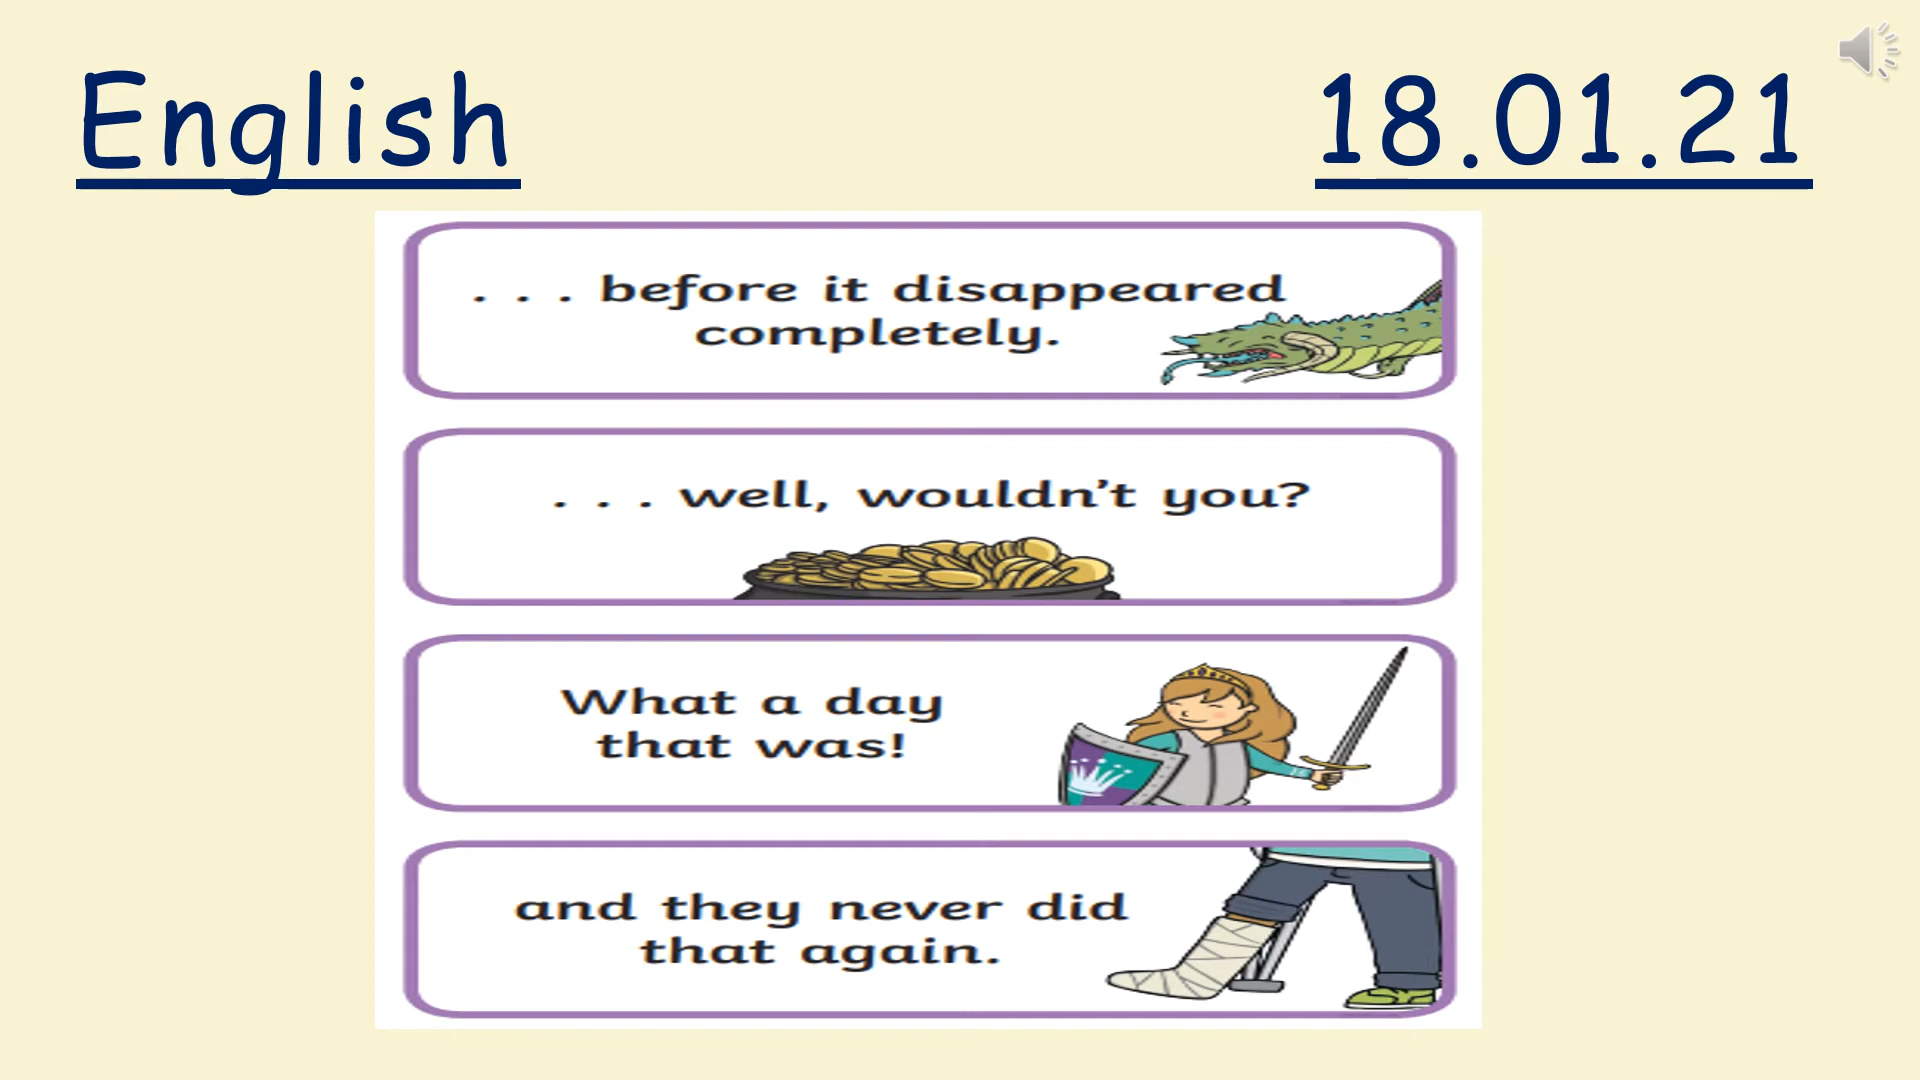 English
18.01.21
. . . before it disappeared
completely.
. . . well, wouldn't you?
What a day
that was!
and they never did
that again.